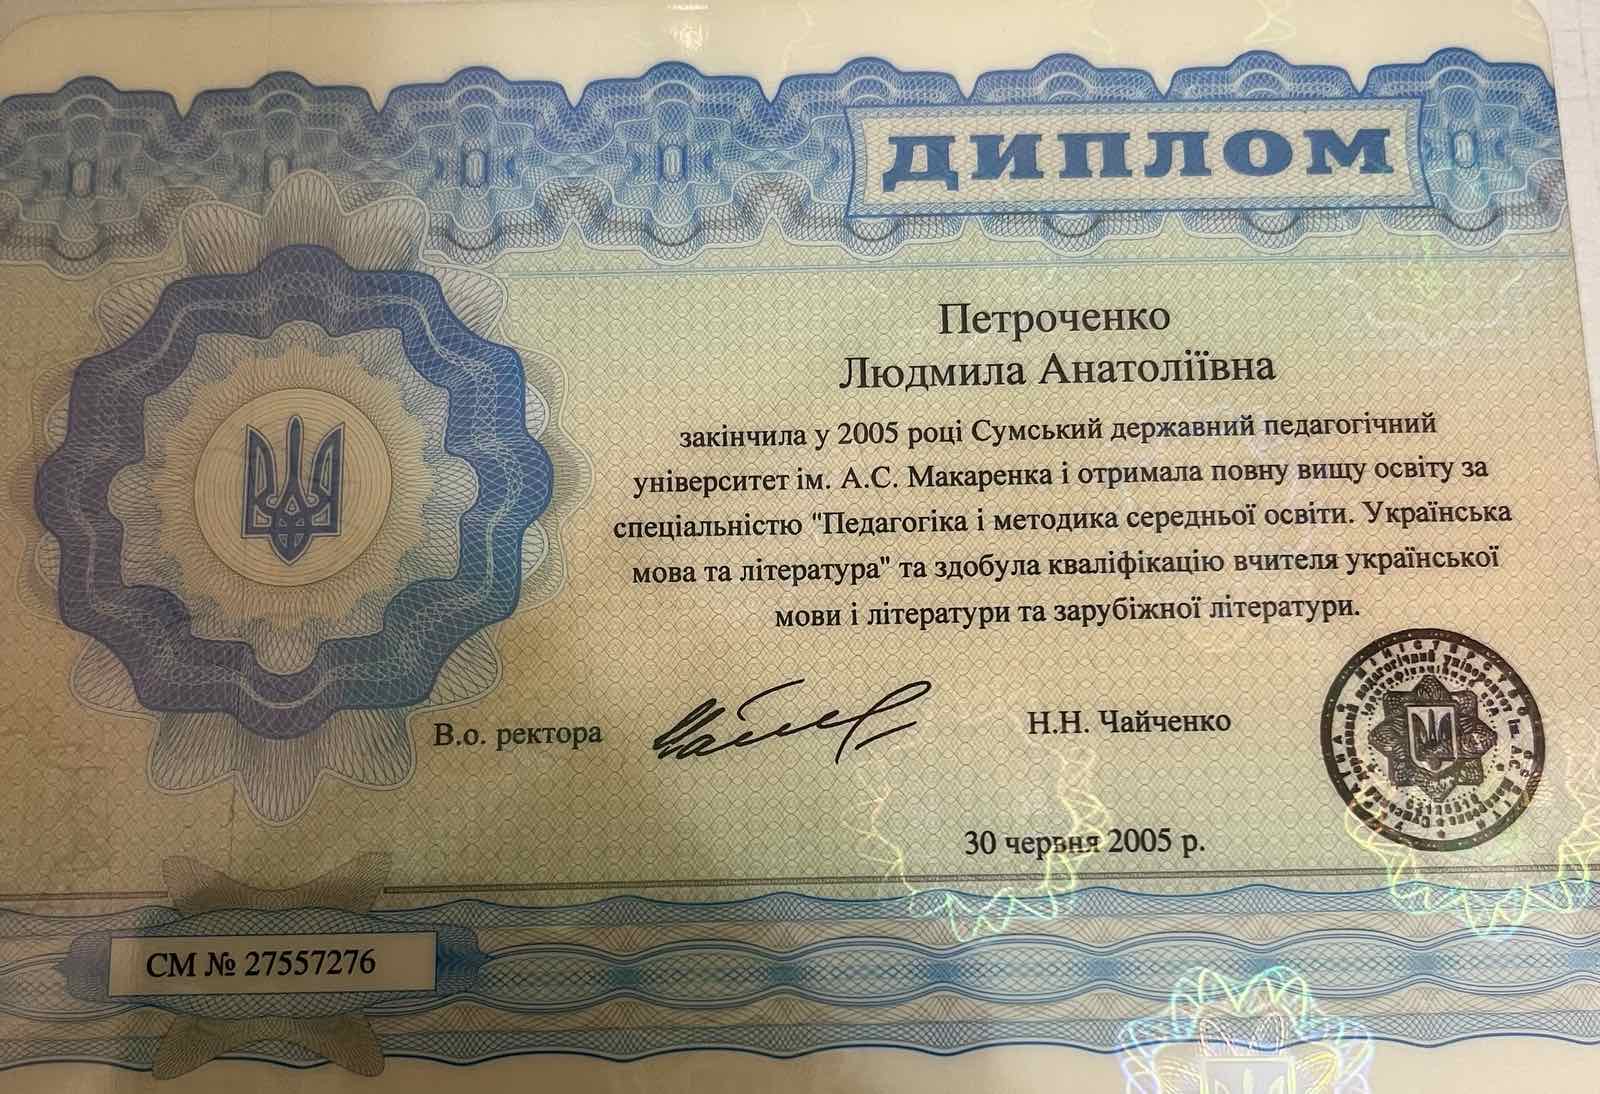 ДИПЛОМ
Петроченко
Людмила Анатоліївна
закінчила у 2005 році Сумський державний педагогічний
університет ім. А.С. Макаренка і отримала повну вищу освіту за
спеціальністю "Педагогіка і методика середньої освіти. Українська
мова та література" та здобула кваліфікацію вчителя української
мови і літератури та зарубіжної літератури.
В.о. ректора
Н.Н. Чайченко
30 червня 2005 р.
СМ № 27557276